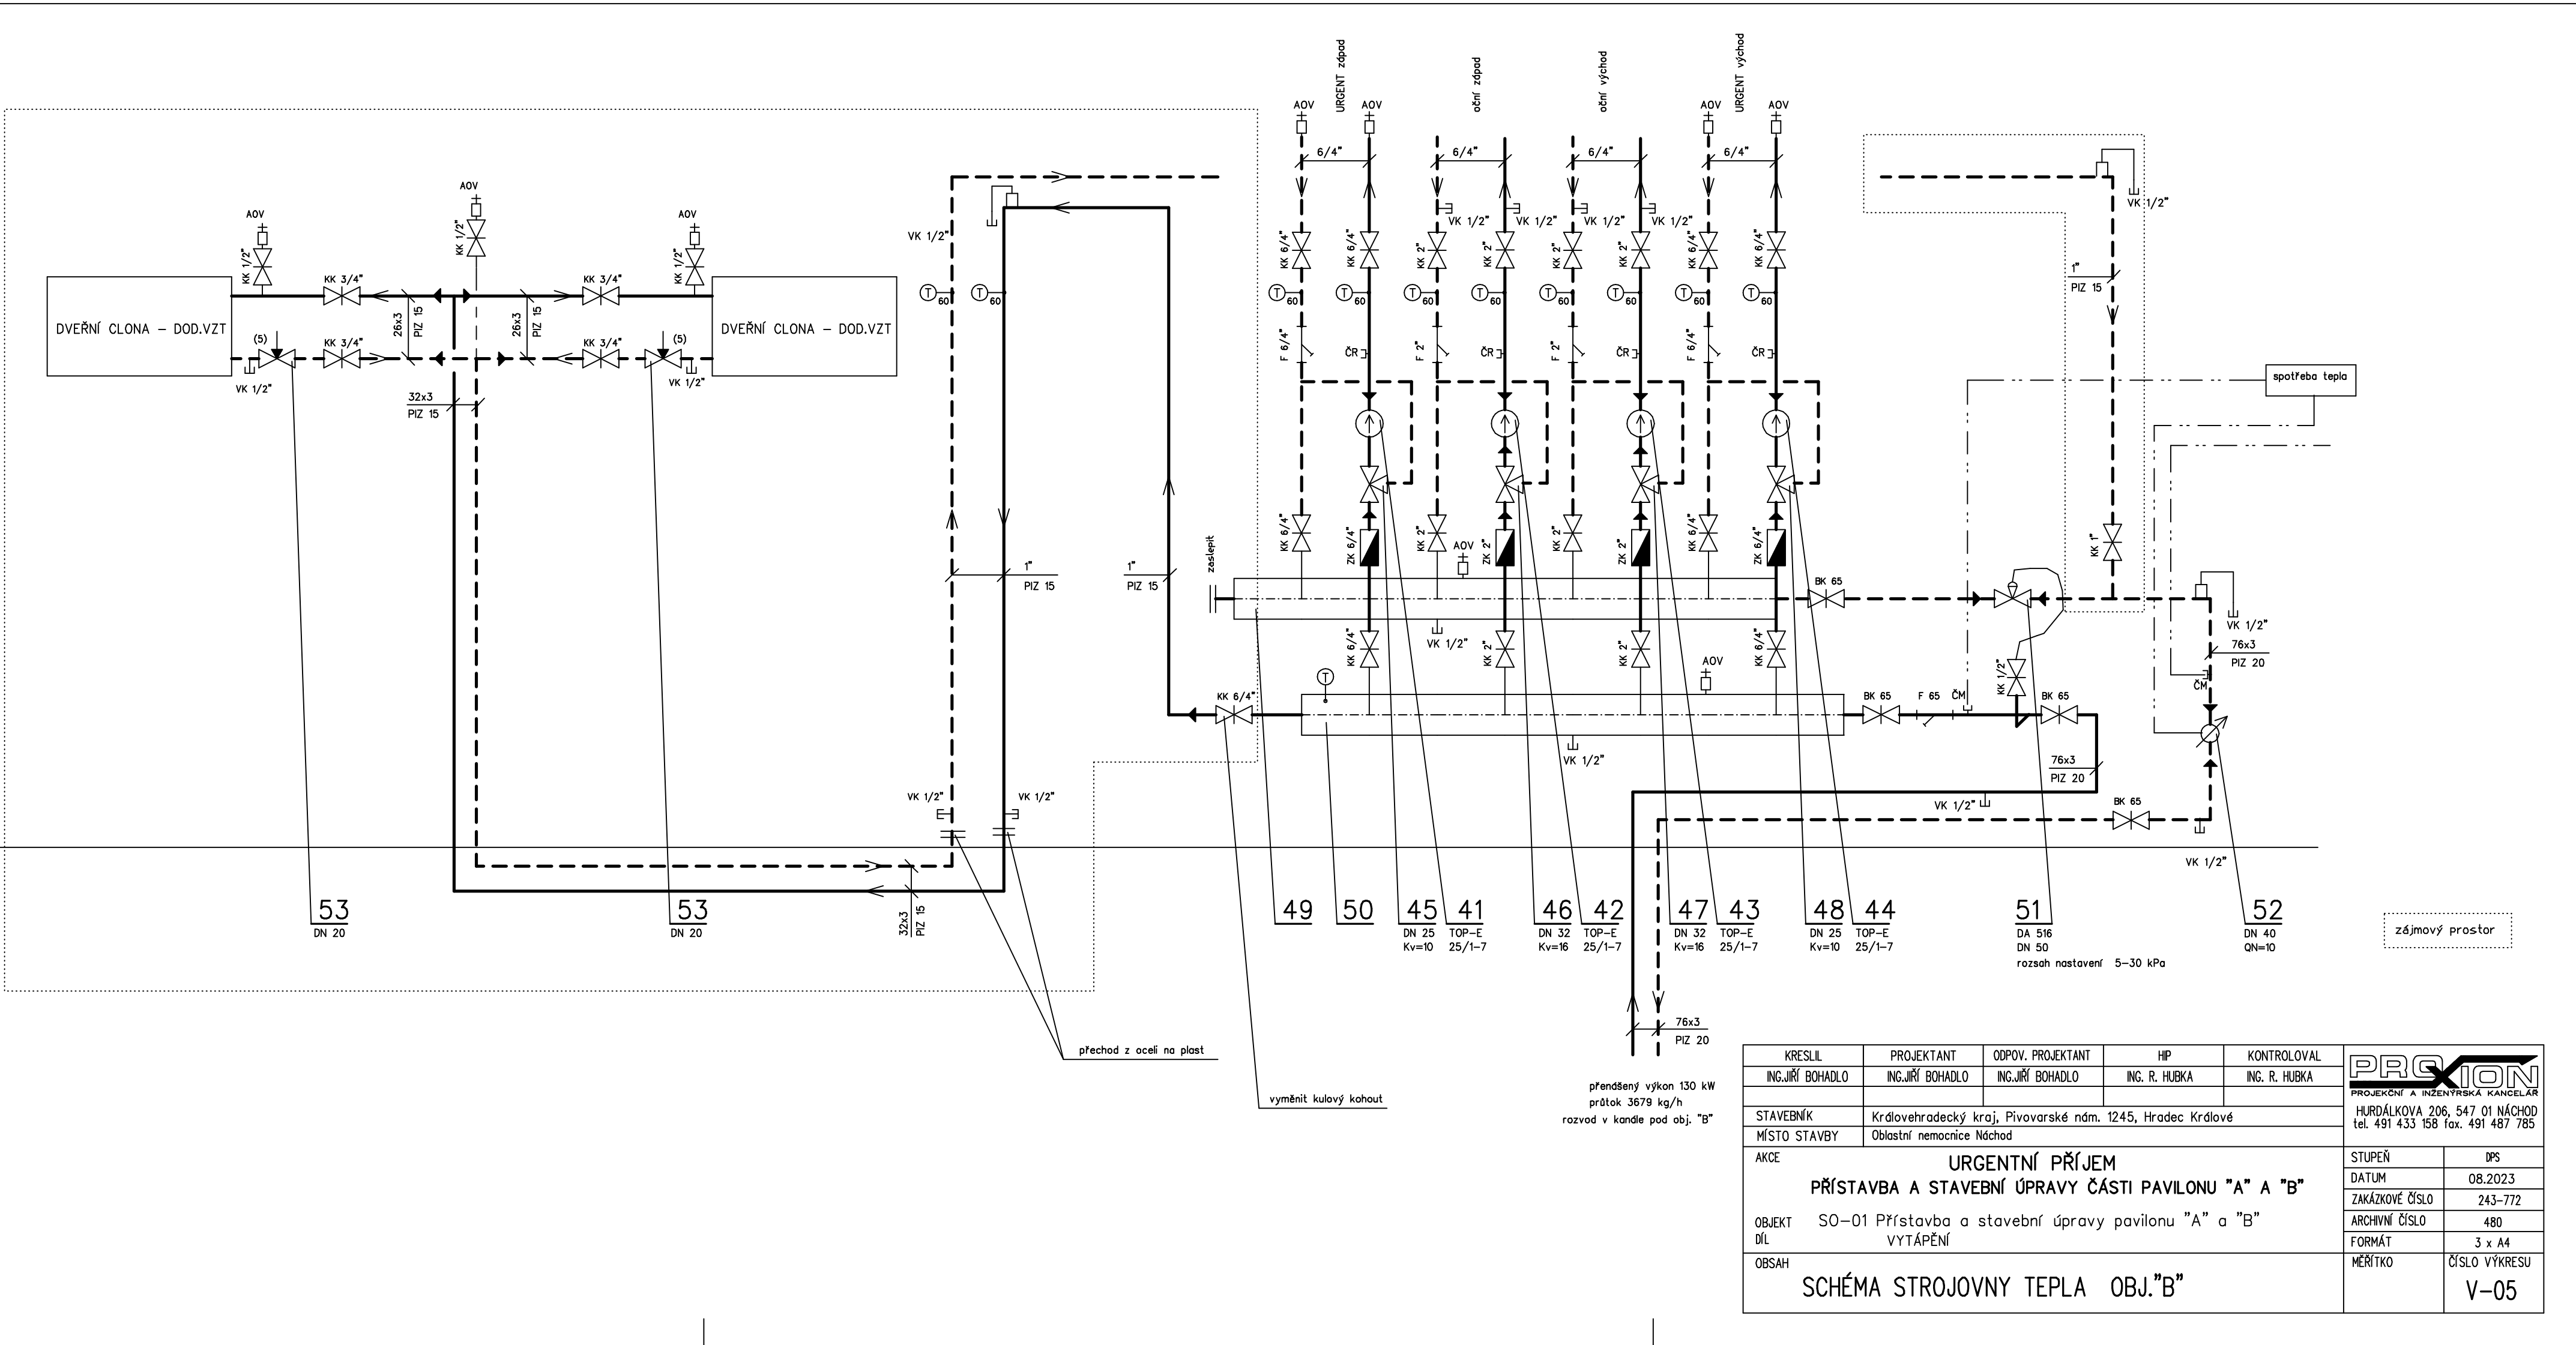 URGENT západ
oční západ
oční východ
URGENT východ
AOV
AOV
AOV
AOV
6/4"
6/4"
6/4"
6/4"
VK 1/2"
VK 1/2"
VK 1/2"
VK 1/2"
KK 6/4"
KK 6/4"
KK 2"
KK 2"
KK 2"
KK 2"
KK 6/4"
KK 6/4"
T 60
T 60
T 60
T 60
T 60
T 60
T 60
T 60
F 6/4"
ČR
F 2"
ČR
F 2"
ČR
F 6/4"
ČR
KK 6/4"
ZK 6/4"
KK 2"
ZK 2"
KK 2"
ZK 2"
KK 6/4"
ZK 6/4"
AOV
zaslepit
VK 1/2"
KK 6/4"
KK 2"
KK 2"
KK 6/4"
T
AOV
VK 1/2"
KK 6/4"
BK 65
BK 65
F 65
ČM
KK 1/2"
BK 65
76x3
PIZ 20
VK 1/2"
BK 65
VK 1/2"
VK 1/2"
1"
PIZ 15
KK 1"
spotřeba tepla
VK 1/2"
76x3
PIZ 20
ČM
AOV
KK 1/2"
AOV
KK 1/2"
AOV
KK 1/2"
KK 3/4"
KK 3/4"
DVEŘNÍ CLONA - DOD.VZT
DVEŘNÍ CLONA - DOD.VZT
26x3
PIZ 15
26x3
PIZ 15
(5)
KK 3/4"
KK 3/4"
(5)
VK 1/2"
VK 1/2"
32x3
PIZ 15
VK 1/2"
T 60
T 60
1"
PIZ 15
1"
PIZ 15
VK 1/2"
VK 1/2"
32x3
PIZ 15
53
DN 20
53
DN 20
49
50
45
DN 25
Kv=10
41
TOP-E
25/1-7
46
DN 32
Kv=16
42
TOP-E
25/1-7
47
DN 32
Kv=16
43
TOP-E
25/1-7
48
DN 25
Kv=10
44
TOP-E
25/1-7
51
DA 516
DN 50
rozsah nastavení 5-30 kPa
52
DN 40
QN=10
zájmový prostor
přechod z oceli na plast
vyměnit kulový kohout
76x3
PIZ 20
přenášený výkon 130 kW
průtok 3679 kg/h
rozvod v kanále pod obj. "B"
KRESLIL PROJEKTANT ODPOV. PROJEKTANT HIP KONTROLOVAL
ING.JIŘÍ BOHADLO ING.JIŘÍ BOHADLO ING.JIŘÍ BOHADLO ING. R. HUBKA ING. R. HUBKA
PROXION
PROJEKČNÍ A INŽENÝRSKÁ KANCELÁŘ
HURDÁLKOVA 206, 547 01 NÁCHOD
tel. 491 433 158 fax. 491 487 785
STAVEBNÍK Královehradecký kraj, Pivovarské nám. 1245, Hradec Králové
MÍSTO STAVBY Oblastní nemocnice Náchod
AKCE URGENTNÍ PŘÍJEM
PŘÍSTAVBA A STAVEBNÍ ÚPRAVY ČÁSTI PAVILONU "A" A "B"
OBJEKT SO-01 Přístavba a stavební úpravy pavilonu "A" a "B"
DÍL VYTÁPĚNÍ
OBSAH
SCHÉMA STROJOVNY TEPLA OBJ."B"
STUPEŇ DPS
DATUM 08.2023
ZAKÁZKOVÉ ČÍSLO 243-772
ARCHIVNÍ ČÍSLO 480
FORMÁT 3 x A4
MĚŘÍTKO ČÍSLO VÝKRESU
V-05